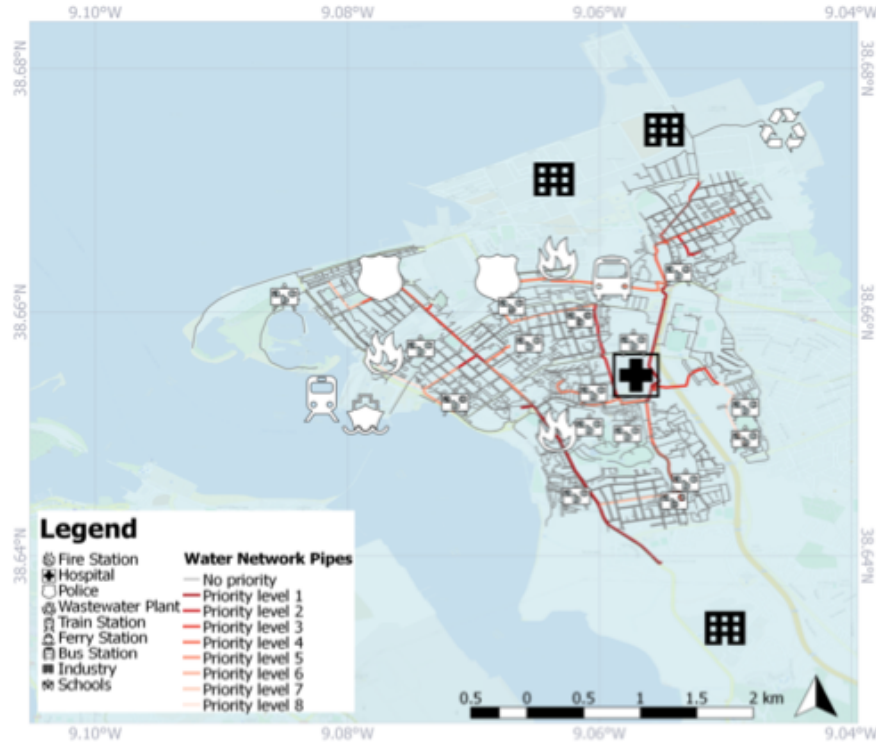 9.10°W 9.08°W 9.06°W 9.04°W
38.68°N 38.68°N
38.66°N 38.66°N
38.64°N 38.64°N
Legend
Fire Station
Hospital
Police
Wastewater Plant
Train Station
Ferry Station
Bus Station
Industry
Schools
Water Network Pipes
No priority
Priority level 1
Priority level 2
Priority level 3
Priority level 4
Priority level 5
Priority level 6
Priority level 7
Priority level 8
0.5 0 0.5 1 1.5 2 km
9.10°W 9.08°W 9.06°W 9.04°W